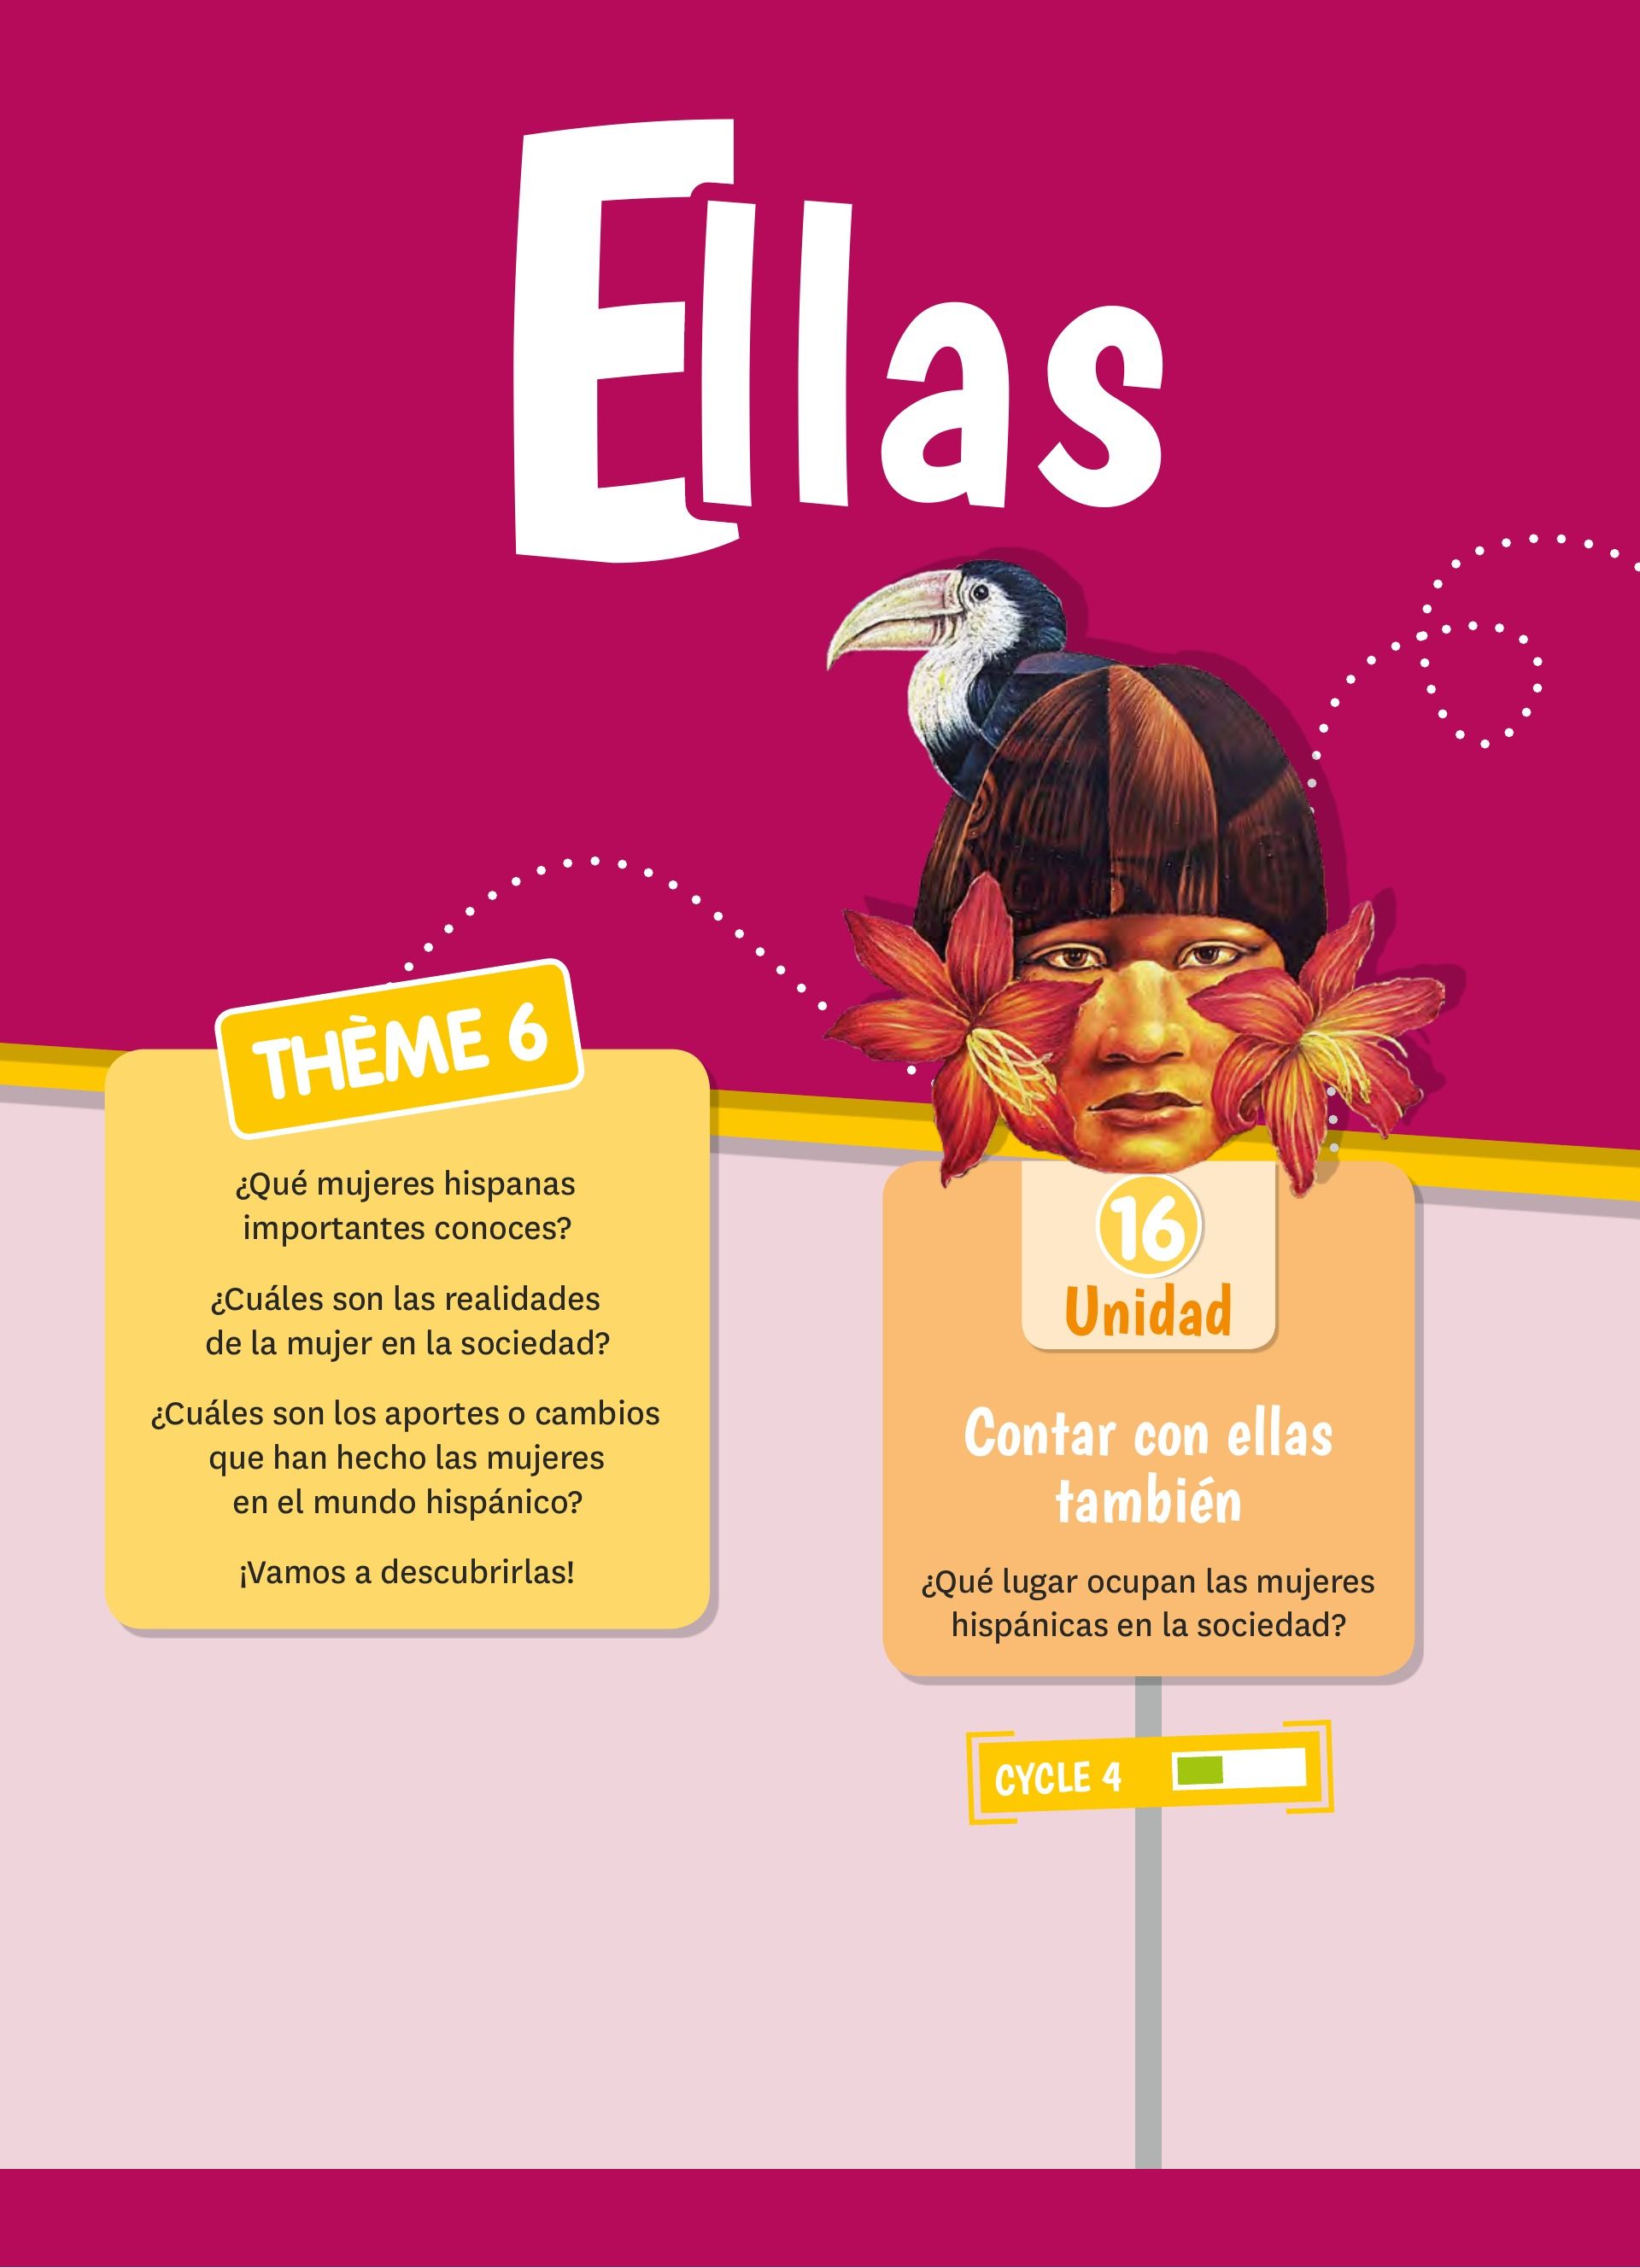 Ellas
THÈME 6
¿Qué mujeres hispanas
importantes conoces?
¿Cuáles son las realidades
de la mujer en la sociedad?
¿Cuáles son los aportes o cambios
que han hecho las mujeres
en el mundo hispánico?
¡Vamos a descubrirlas!
16
Unidad
Contar con ellas
también
¿Qué lugar ocupan las mujeres
hispánicas en la sociedad?
CYCLE 4